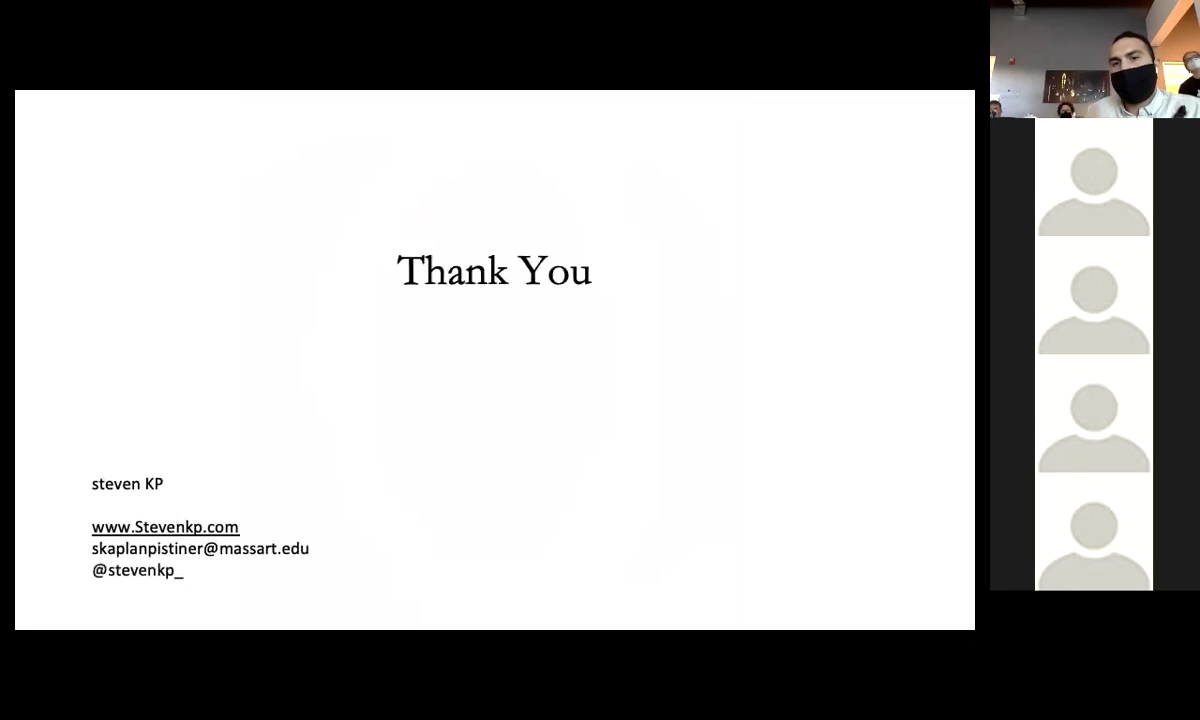 Thank You
steven KP
www.Stevenkp.com
skaplanpistiner@massart.edu
@stevenkp_